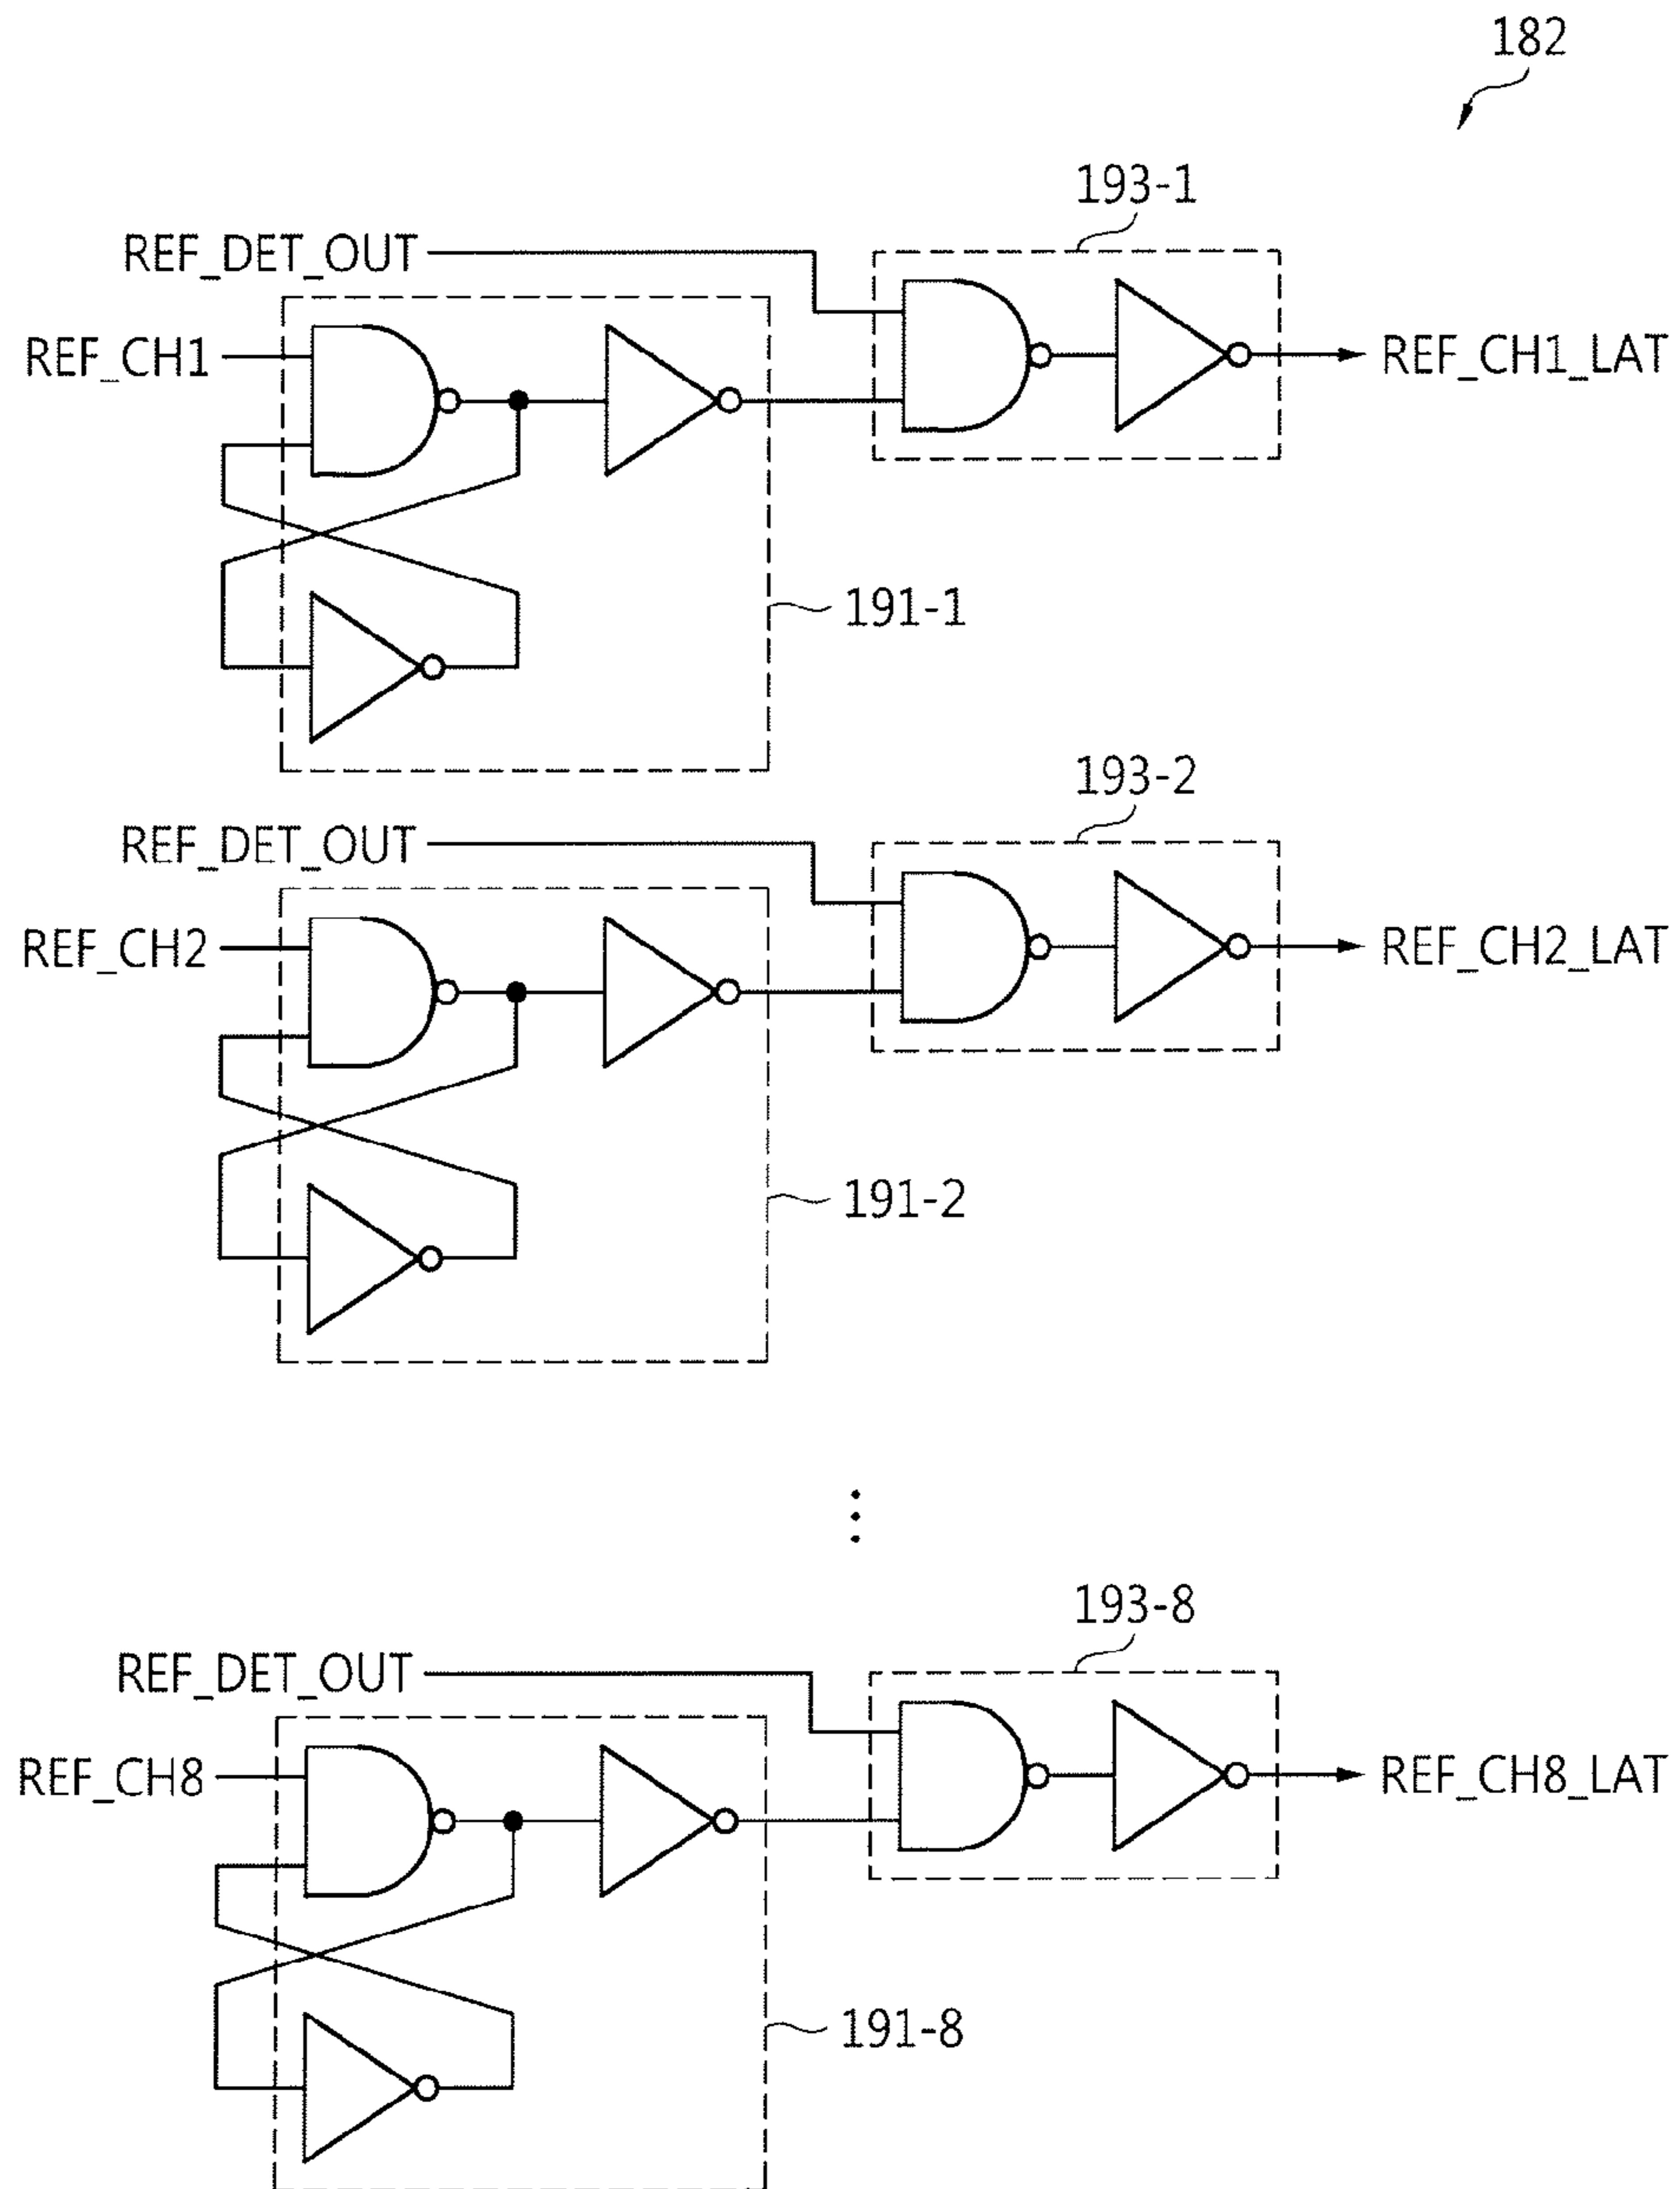 182
193-1
REF_DET_OUT
REF_CH1
REF_CH1_LAT
191-1
193-2
REF_DET_OUT
REF_CH2
REF_CH2_LAT
191-2
193-8
REF_DET_OUT
REF_CH8
REF_CH8_LAT
191-8